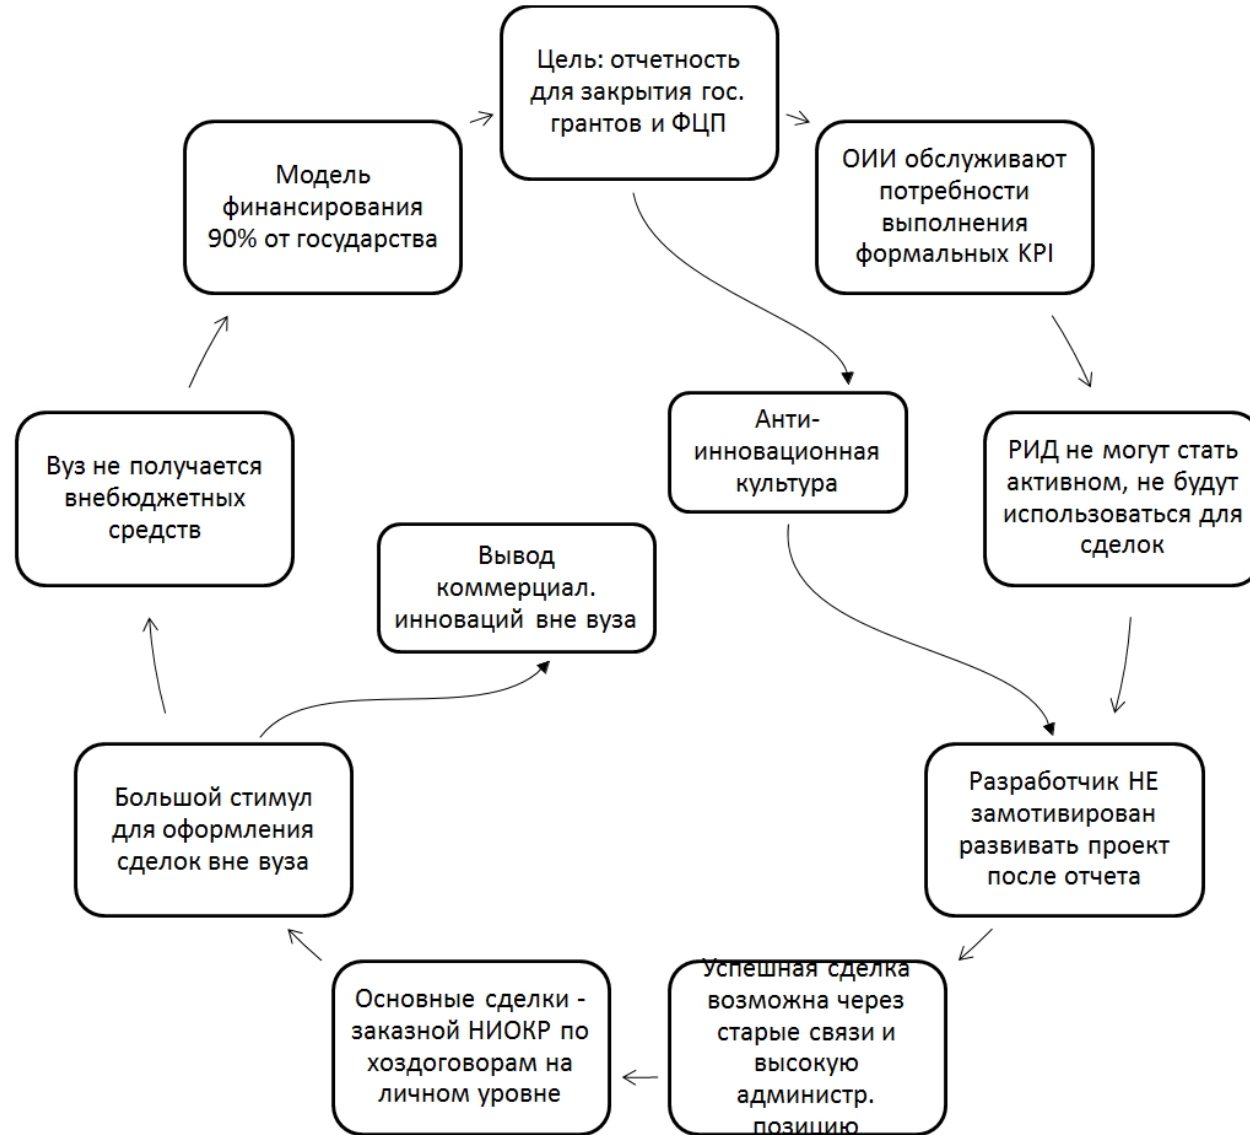 Цель: отчетность
для закрытия гос.
грантов и ФЦП
ОИИ обслуживают
потребности
выполнения
формальных KPI
РИД не могут стать
активном, не будут
использоваться для
сделок
Разработчик НЕ
замотивирован
развивать проект
после отчета
Успешная сделка
возможна через
старые связи и
высокую
администр.
позицию
Основные сделки -
заказной НИОКР по
хоздоговорам на
личном уровне
Большой стимул
для оформления
сделок вне вуза
Вуз не получается
внебюджетных
средств
Модель
финансирования
90% от государства
Анти-
инновационная
культура
Вывод
коммерциал.
инноваций вне вуза